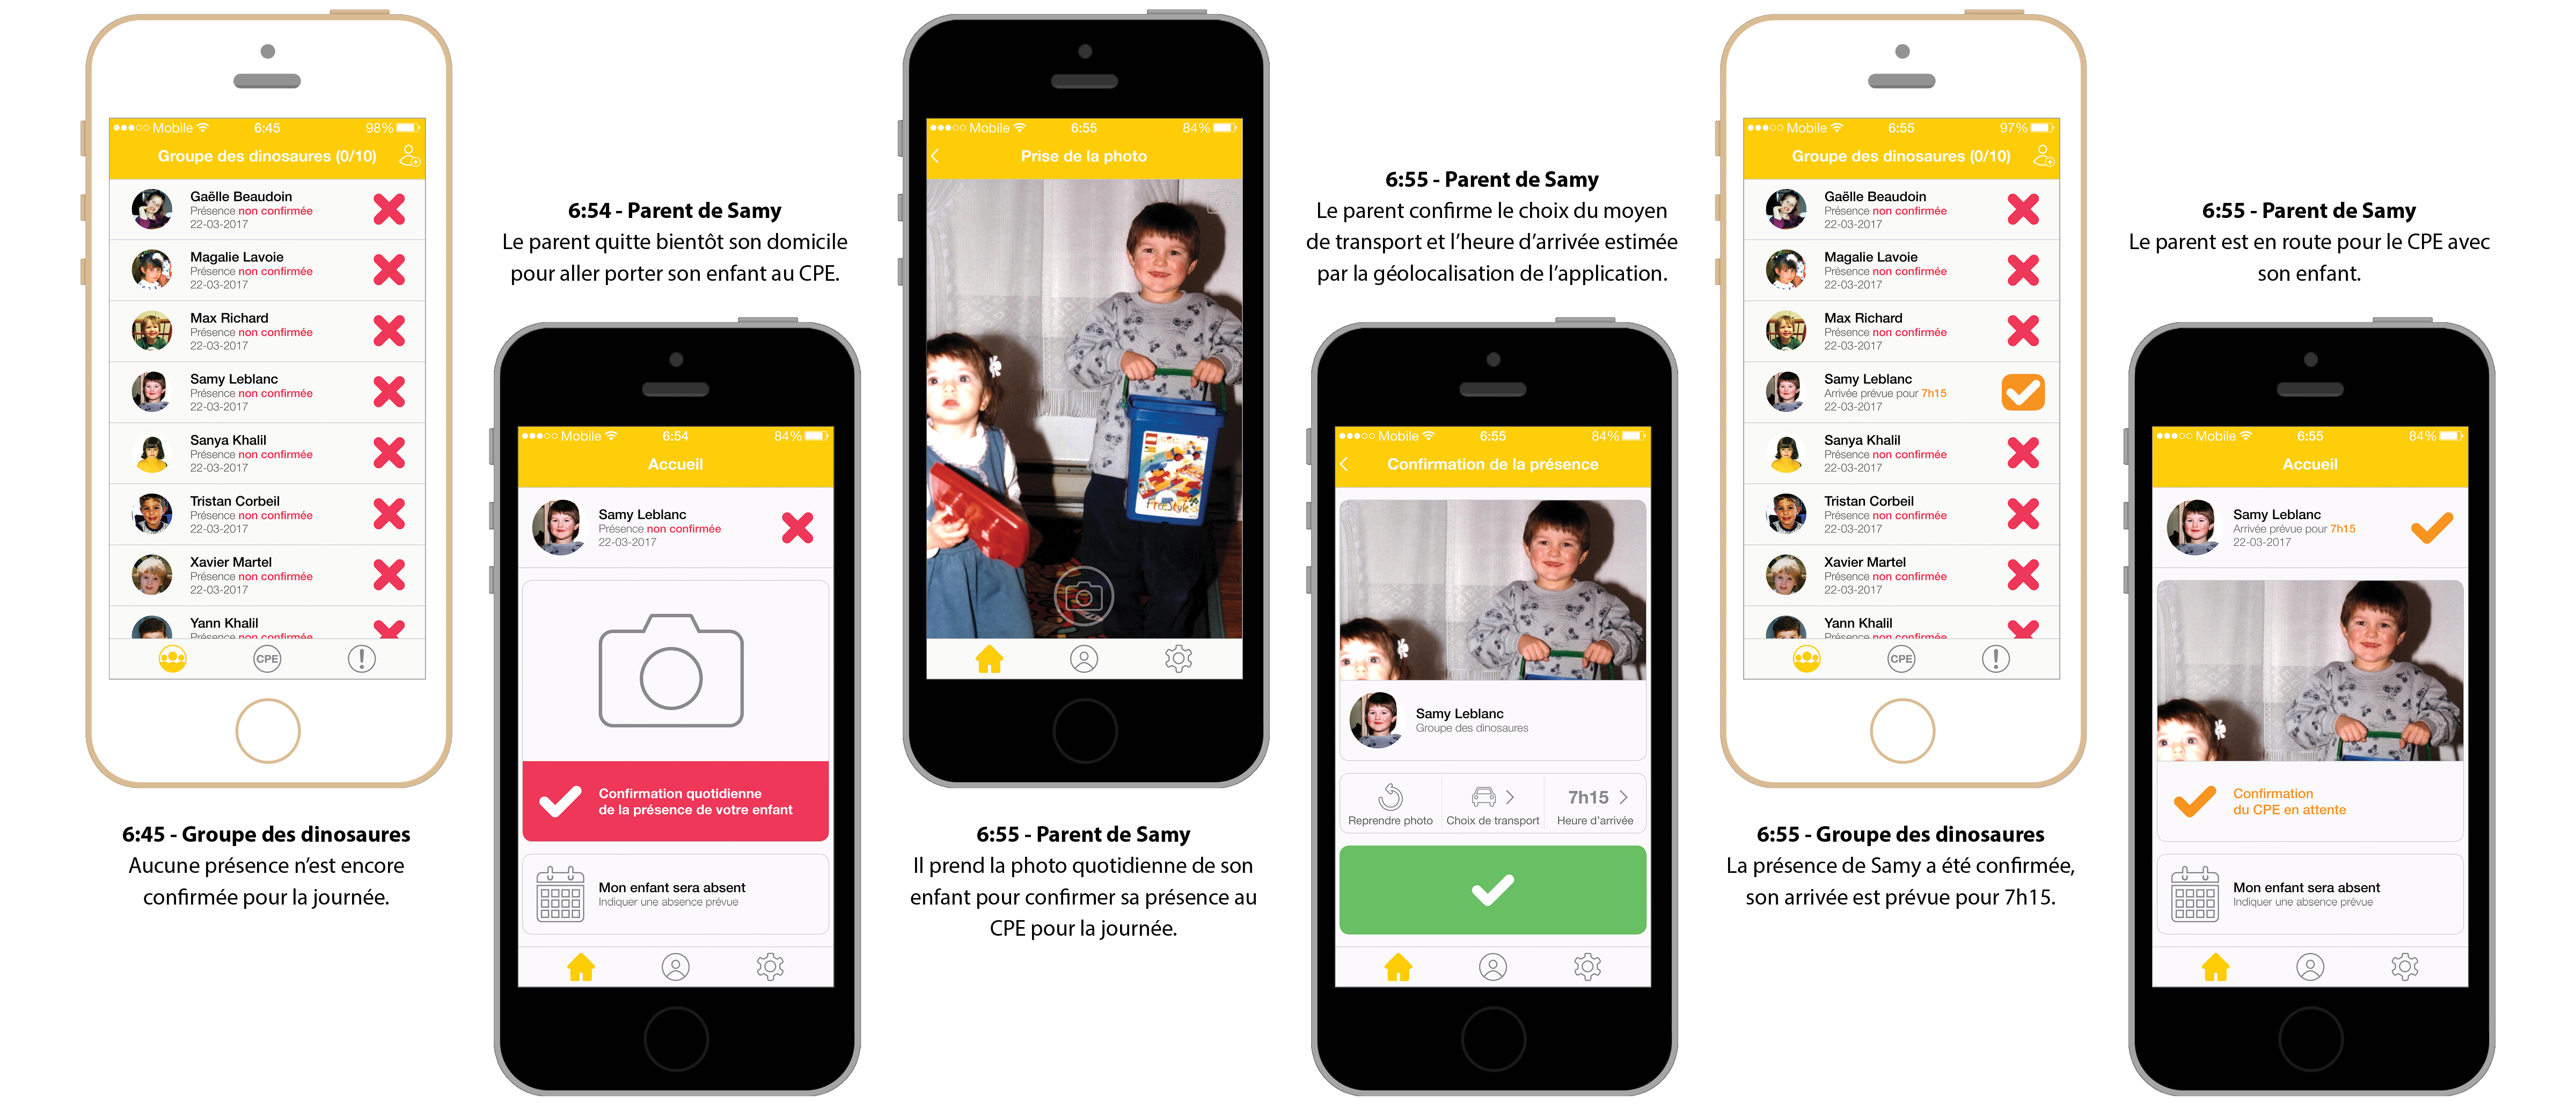 Mobile 6:45 98%
Groupe des dinosaures (0/10)
Gaëlle Beaudoin
Présence non confirmée
22-03-2017
Magalie Lavoie
Présence non confirmée
22-03-2017
Max Richard
Présence non confirmée
22-03-2017
Samy Leblanc
Présence non confirmée
22-03-2017
Sanya Khalil
Présence non confirmée
22-03-2017
Tristan Corbeil
Présence non confirmée
22-03-2017
Xavier Martel
Présence non confirmée
22-03-2017
Yann Khalil
Présence non confirmée
CPE
6:45 - Groupe des dinosaures
Aucune présence n’est encore
confirmée pour la journée.
6:54 - Parent de Samy
Le parent quitte bientôt son domicile
pour aller porter son enfant au CPE.
Mobile 6:54 84%
Accueil
Samy Leblanc
Présence non confirmée
22-03-2017
Confirmation quotidienne
de la présence de votre enfant
Mon enfant sera absent
Indiquer une absence prévue
Mobile 6:55 84%
Prise de la photo
LEGO
FreeStyle
6:55 - Parent de Samy
Il prend la photo quotidienne de son
enfant pour confirmer sa présence au
CPE pour la journée.
6:55 - Parent de Samy
Le parent confirme le choix du moyen
de transport et l’heure d’arrivée estimée
par la géolocalisation de l’application.
Mobile 6:55 84%
Confirmation de la présence
Samy Leblanc
Groupe des dinosaures
7h15
Reprendre photo Choix de transport Heure d’arrivée
Mobile 6:55 97%
Groupe des dinosaures (0/10)
Gaëlle Beaudoin
Présence non confirmée
22-03-2017
Magalie Lavoie
Présence non confirmée
22-03-2017
Max Richard
Présence non confirmée
22-03-2017
Samy Leblanc
Arrivée prévue pour 7h15
22-03-2017
Sanya Khalil
Présence non confirmée
22-03-2017
Tristan Corbeil
Présence non confirmée
22-03-2017
Xavier Martel
Présence non confirmée
22-03-2017
Yann Khalil
Présence non confirmée
CPE
6:55 - Groupe des dinosaures
La présence de Samy a été confirmée,
son arrivée est prévue pour 7h15.
6:55 - Parent de Samy
Le parent est en route pour le CPE avec
son enfant.
Mobile 6:55 84%
Accueil
Samy Leblanc
Arrivée prévue pour 7h15
22-03-2017
Confirmation
du CPE en attente
Mon enfant sera absent
Indiquer une absence prévue